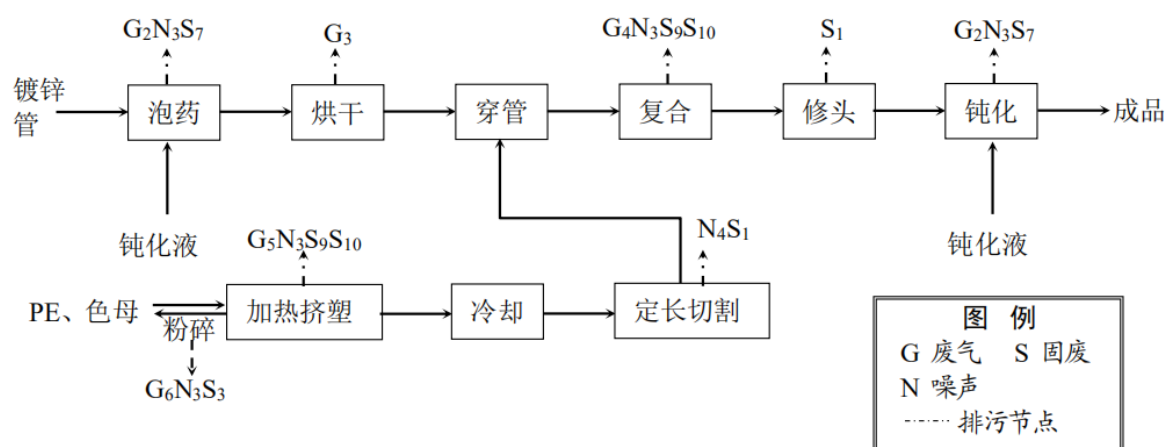 G₂N₃S₇
G₃
G₄N₃S₉S₁₀
S₁
G₂N₃S₇
镀锌
管
泡药
烘干
穿管
复合
修头
钝化
成品
钝化液
G₅N₃S₉S₁₀
N₄S₁
钝化液
PE、色母
粉碎
加热挤塑
冷却
定长切割
G₆N₃S₃
图 例
G 废气 S 固废
N 噪声
排污节点